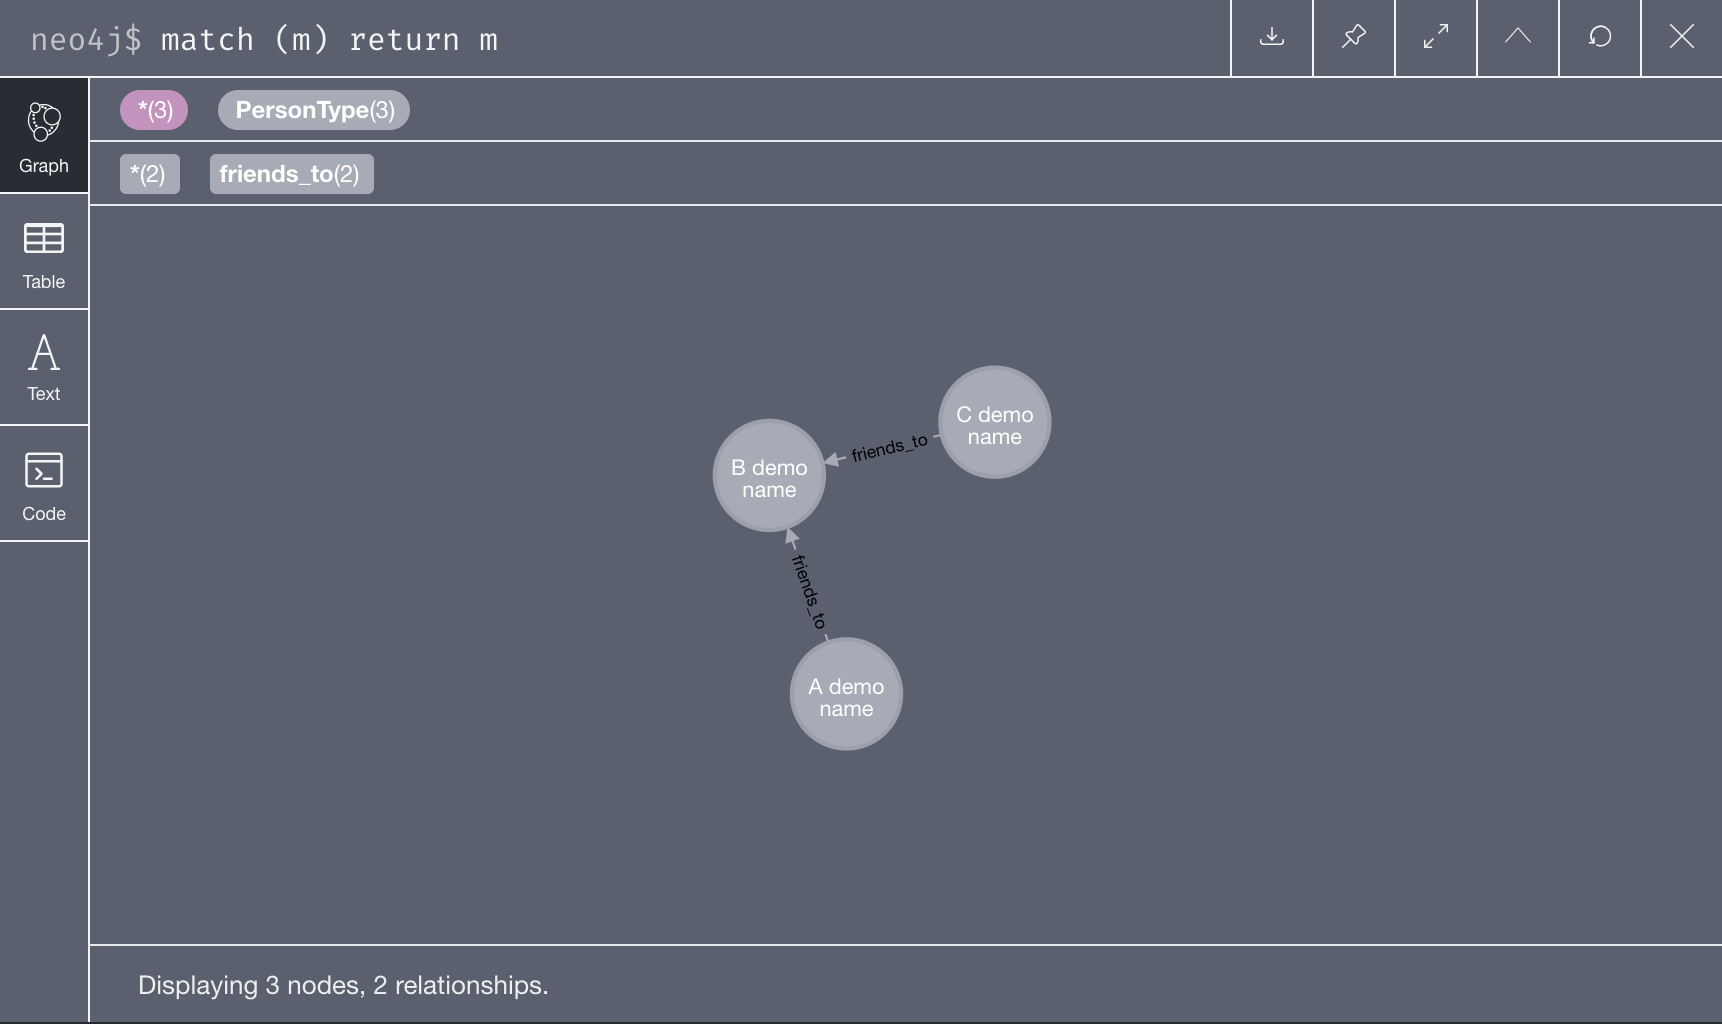 neo4j$ match (m) return m
*(3) PersonType(3)
*(2) friends_to(2)
Graph
Table
Text
Code
C demo
name
friends_to
B demo
name
friends_to
A demo
name
Displaying 3 nodes, 2 relationships.